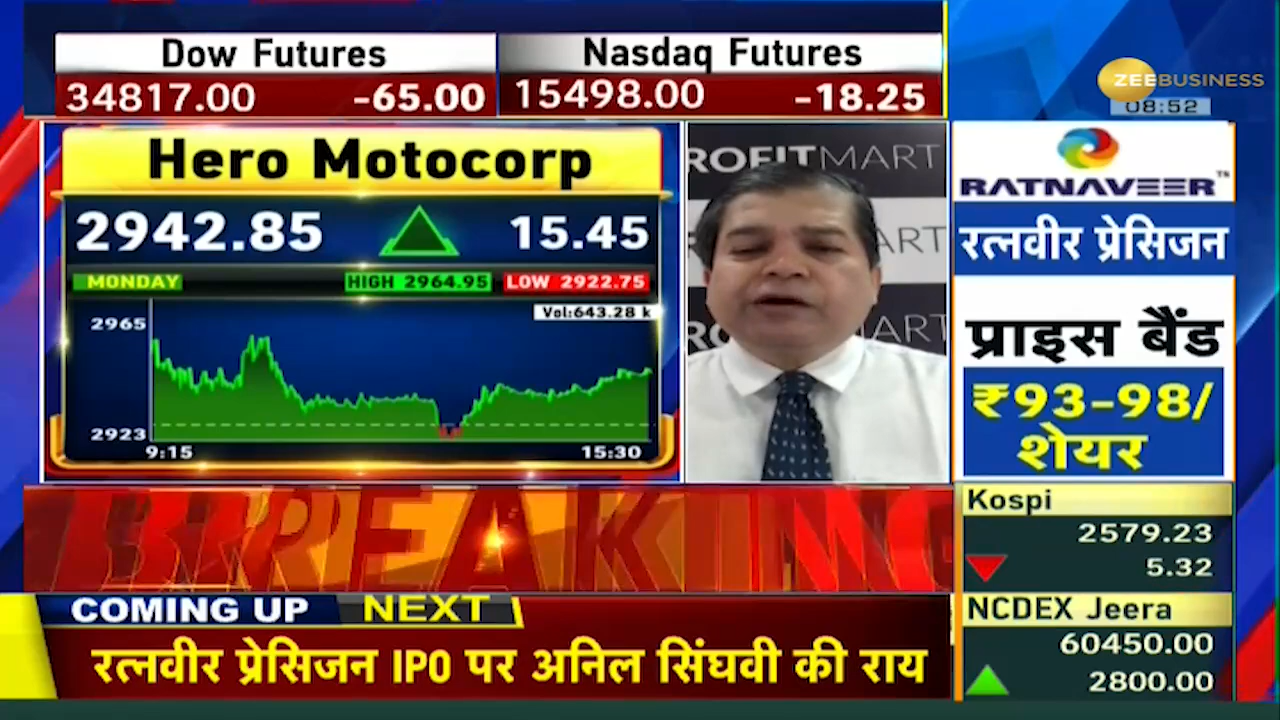 Dow Futures
34817.00 -65.00
Nasdaq Futures
15498.00 -18.25
ZEEBUSINESS
08:52
Hero Motocorp
2942.85 15.45
MONDAY HIGH 2964.95 LOW 2922.75
Vol:643.28 k
2965
2923
9:15 15:30
ROFITMART
ART
ROFITMART
RATNAVEER™
रत्नवीर प्रेसिजन
प्राइस बैंड
₹93-98/
शेयर
Kospi
2579.23
5.32
NCDEX Jeera
60450.00
2800.00
BREAKING
COMING UP NEXT
रत्नवीर प्रेसिजन IPO पर अनिल सिंघवी की राय